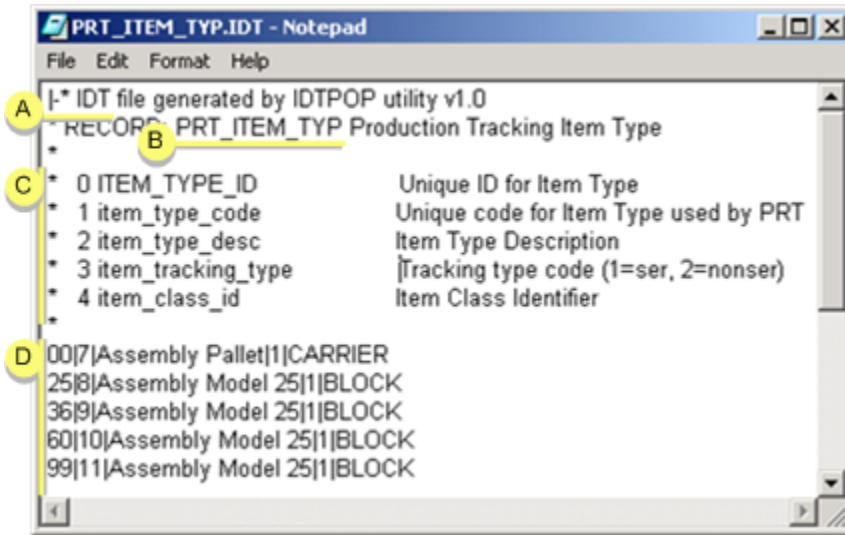 PRT_ITEM_TYP.IDT - Notepad
File Edit Format Help
|-* IDT file generated by IDTPOP utility v1.0
A
* RECORD: PRT_ITEM_TYP Production Tracking Item Type
B
*
C
* 0 ITEM_TYPE_ID Unique ID for Item Type
* 1 item_type_code Unique code for Item Type used by PRT
* 2 item_type_desc Item Type Description
* 3 item_tracking_type Tracking type code (1=ser, 2=nonser)
* 4 item_class_id Item Class Identifier
*
D
00|7|Assembly Pallet|1|CARRIER
25|8|Assembly Model 25|1|BLOCK
36|9|Assembly Model 25|1|BLOCK
60|10|Assembly Model 25|1|BLOCK
99|11|Assembly Model 25|1|BLOCK